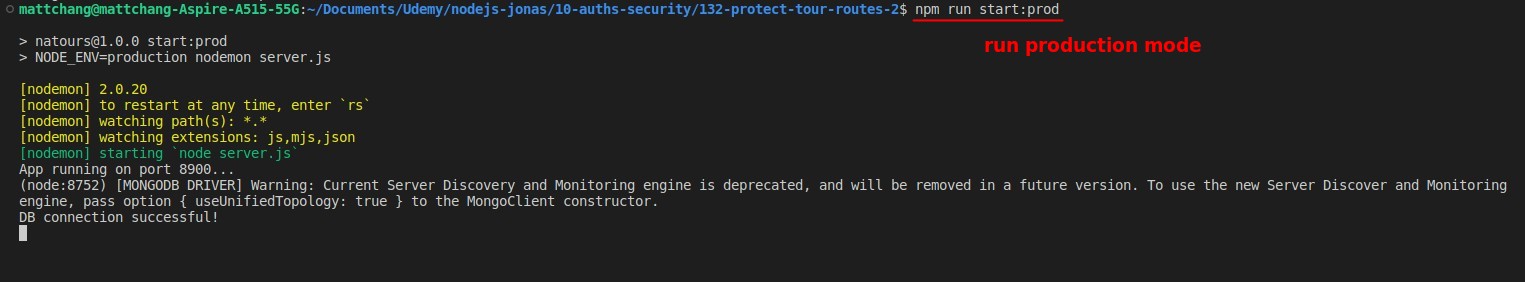 mattchang@mattchang-Aspire-A515-55G:~/Documents/Udemy/nodejs-jonas/10-auths-security/132-protect-tour-routes-2$ npm run start:prod
run production mode
> natours@1.0.0 start:prod
> NODE_ENV=production nodemon server.js
[nodemon] 2.0.20
[nodemon] to restart at any time, enter `rs`
[nodemon] watching path(s): *.*
[nodemon] watching extensions: js,mjs,json
[nodemon] starting `node server.js`
App running on port 8900...
(node:8752) [MONGODB DRIVER] Warning: Current Server Discovery and Monitoring engine is deprecated, and will be removed in a future version. To use the new Server Discover and Monitoring
engine, pass option { useUnifiedTopology: true } to the MongoClient constructor.
DB connection successful!